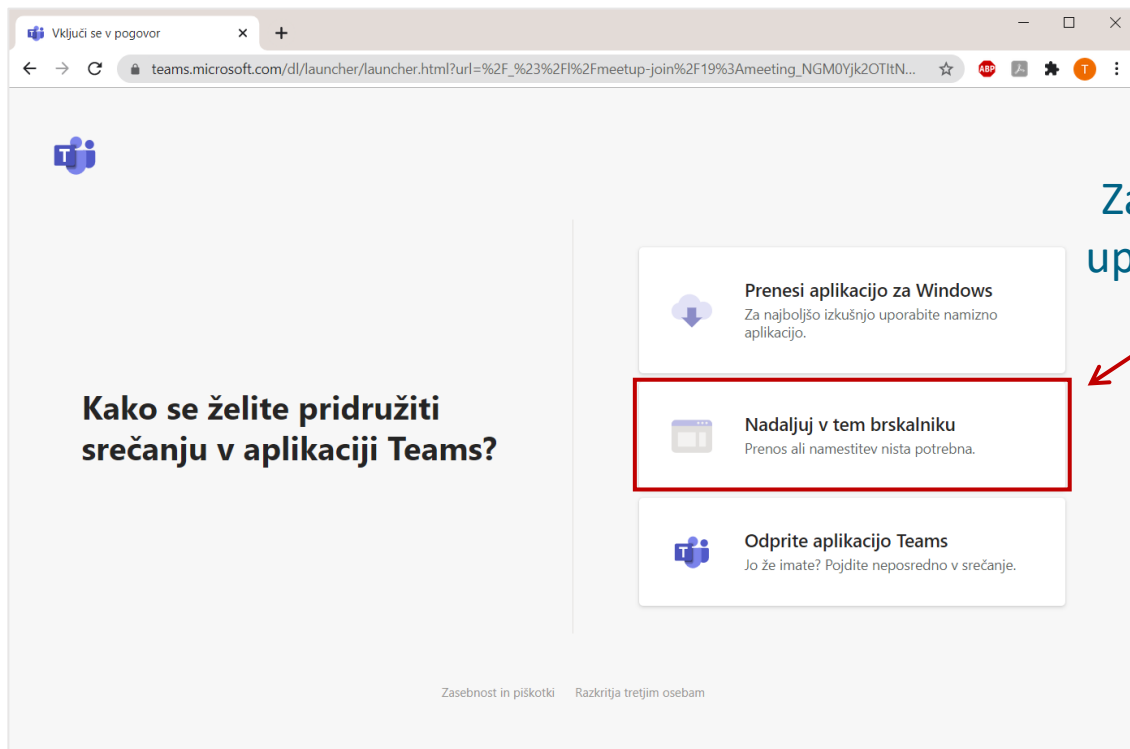 Vključi se v pogovor
teams.microsoft.com/dl/launcher/launcher.html?url=%2F_%23%2Fl%2Fmeetup-join%2F19%3Ameeting_NGM0Yjk2OTItN...
ABP
T
T
Prenesi aplikacijo za Windows
Za najboljšo izkušnjo uporabite namizno
aplikacijo.
Kako se želite pridružiti
srečanju v aplikaciji Teams?
Nadaljuj v tem brskalniku
Prenos ali namestitev nista potrebna.
T
Odprite aplikacijo Teams
Jo že imate? Pojdite neposredno v srečanje.
Zasebnost in piškotki
Razkritja tretjim osebam